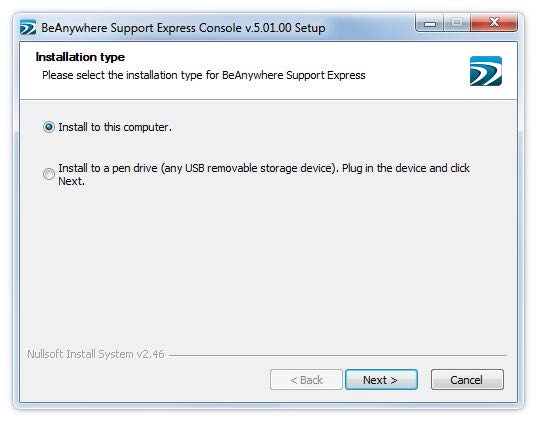 BeAnywhere Support Express Console v.5.01.00 Setup
Installation type
Please select the installation type for BeAnywhere Support Express
Install to this computer.
Install to a pen drive (any USB removable storage device). Plug in the device and click
Next.
Nullsoft Install System v2.46
< Back
Next >
Cancel